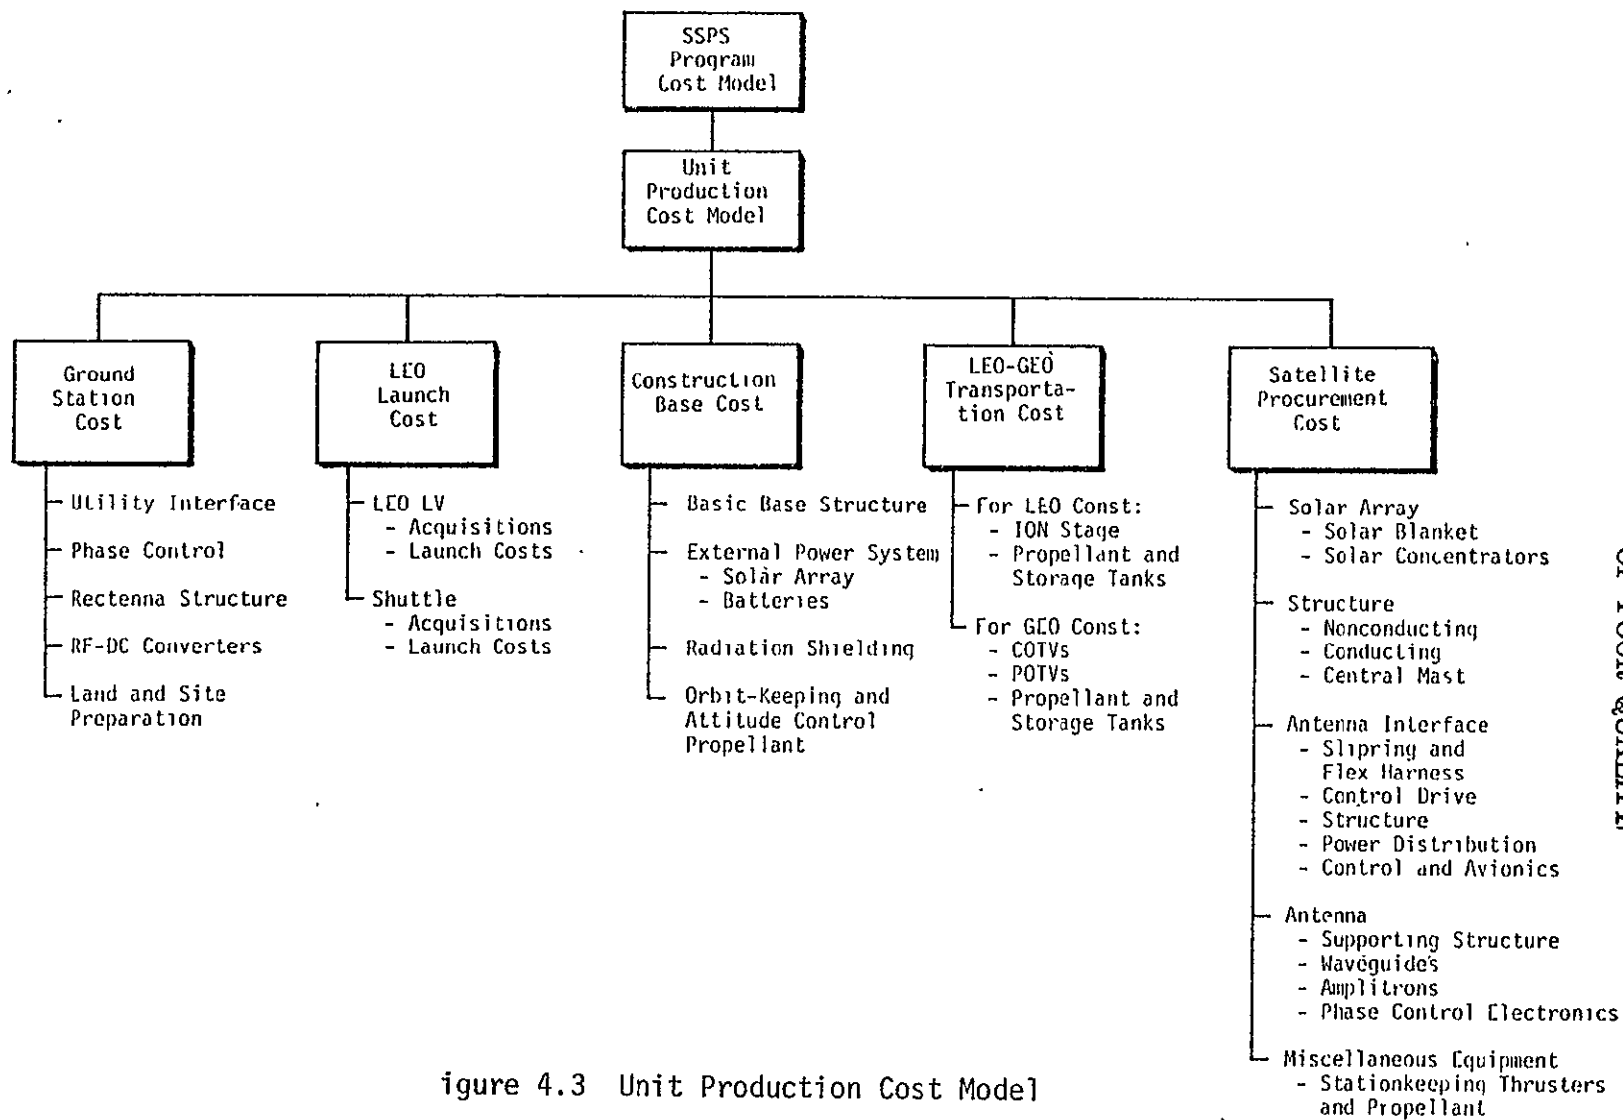 SSPS
Program
Cost Model
Unit
Production
Cost Model
Ground
Station
Cost
Utility Interface
Phase Control
Rectenna Structure
RF-DC Converters
Land and Site
Preparation
LEO
Launch
Cost
LEO LV
- Acquisitions
- Launch Costs
Shuttle
- Acquisitions
- Launch Costs
Construction
Base Cost
Basic Base Structure
External Power System
- Solar Array
- Batteries
Radiation Shielding
Orbit-Keeping and
Attitude Control
Propellant
LEO-GEO
Transporta-
tion Cost
For LEO Const:
- ION Stage
- Propellant and
Storage Tanks
For GEO Const:
- COTVs
- POTVs
- Propellant and
Storage Tanks
Satellite
Procurement
Cost
Solar Array
- Solar Blanket
- Solar Concentrators
Structure
- Nonconducting
- Conducting
- Central Mast
Antenna Interface
- Slipring and
Flex Harness
- Control Drive
- Structure
- Power Distribution
- Control and Avionics
Antenna
- Supporting Structure
- Waveguides
- Amplitrons
- Phase Control Electronics
Miscellaneous Equipment
- Stationkeeping Thrusters
and Propellant
igure 4.3 Unit Production Cost Model